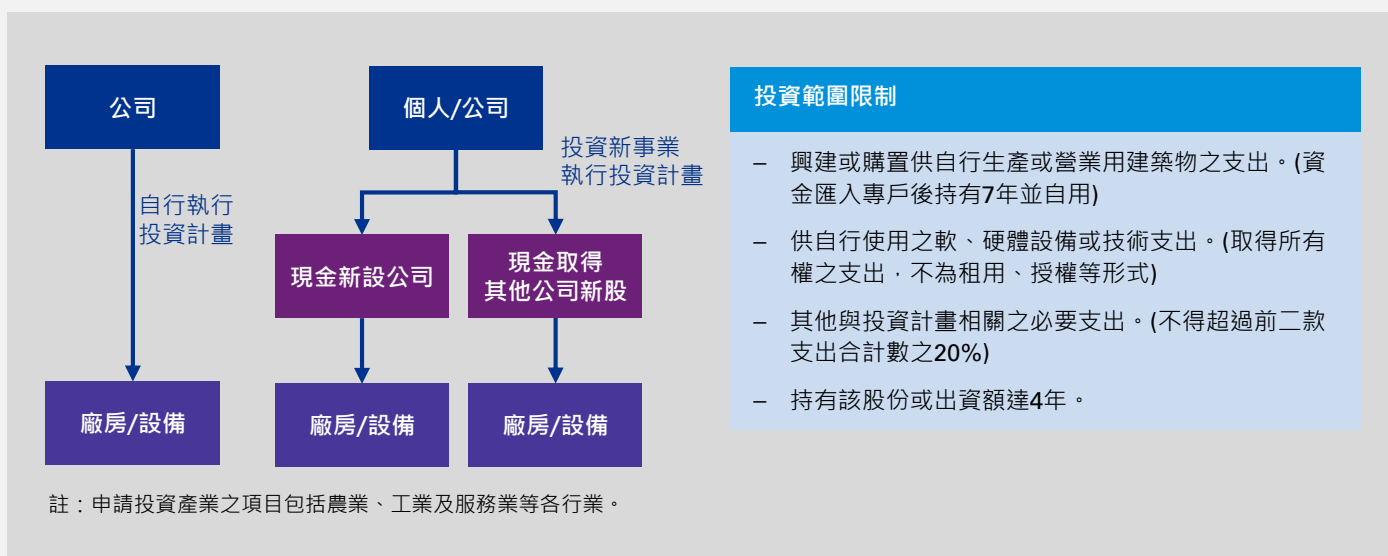 公司
自行執行
投資計畫
廠房/設備
個人/公司
投資新事業
執行投資計畫
現金新設公司
現金取得
其他公司新股
廠房/設備
廠房/設備
註：申請投資產業之項目包括農業、工業及服務業等各行業。
投資範圍限制
– 興建或購置供自行生產或營業用建築物之支出。(資
金匯入專戶後持有7年並自用)
– 供自行使用之軟、硬體設備或技術支出。(取得所有
權之支出，不為租用、授權等形式)
– 其他與投資計畫相關之必要支出。(不得超過前二款
支出合計數之20%)
– 持有該股份或出資額達4年。